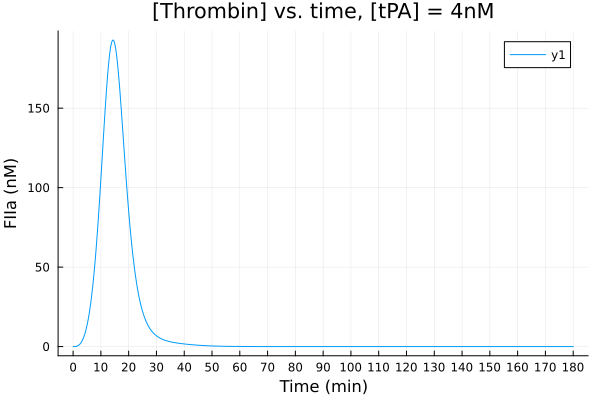 [Thrombin] vs. time, [tPA] = 4nM
y1
FIIa (nM)
150
100
50
0
0 10 20 30 40 50 60 70 80 90 100 110 120 130 140 150 160 170 180
Time (min)